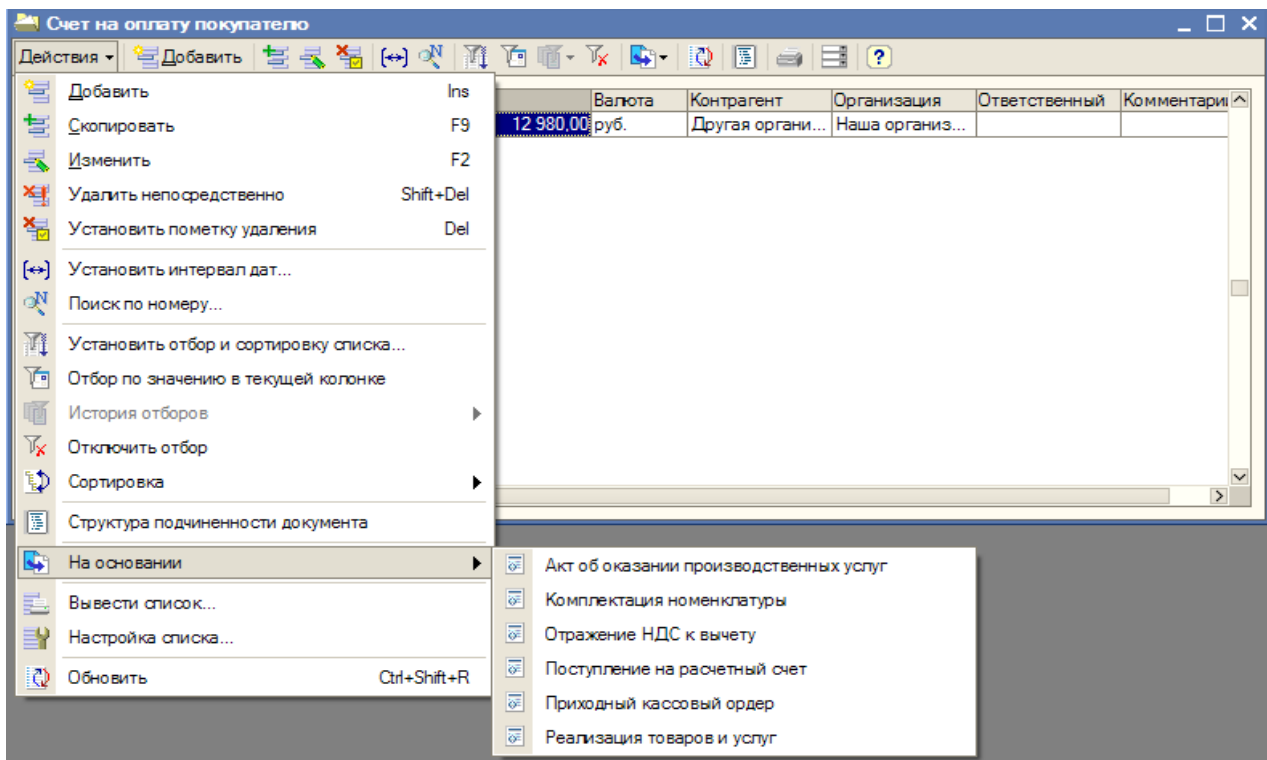 Счет на оплату покупателю
Действия Добавить
Добавить Ins
Скопировать F9
Изменить F2
Удалить непосредственно Shift+Del
Установить пометку удаления Del
Установить интервал дат...
Поиск по номеру...
Установить отбор и сортировку списка...
Отбор по значению в текущей колонке
История отборов
Отключить отбор
Сортировка
Структура подчиненности документа
На основании
Вывести список...
Настройка списка...
Обновить Ctrl+Shift+R
Валюта Контрагент Организация Ответственный Комментарии
12 980,00 руб. Другая органи... Наша организ...
Акт об оказании производственных услуг
Комплектация номенклатуры
Отражение НДС к вычету
Поступление на расчетный счет
Приходный кассовый ордер
Реализация товаров и услуг